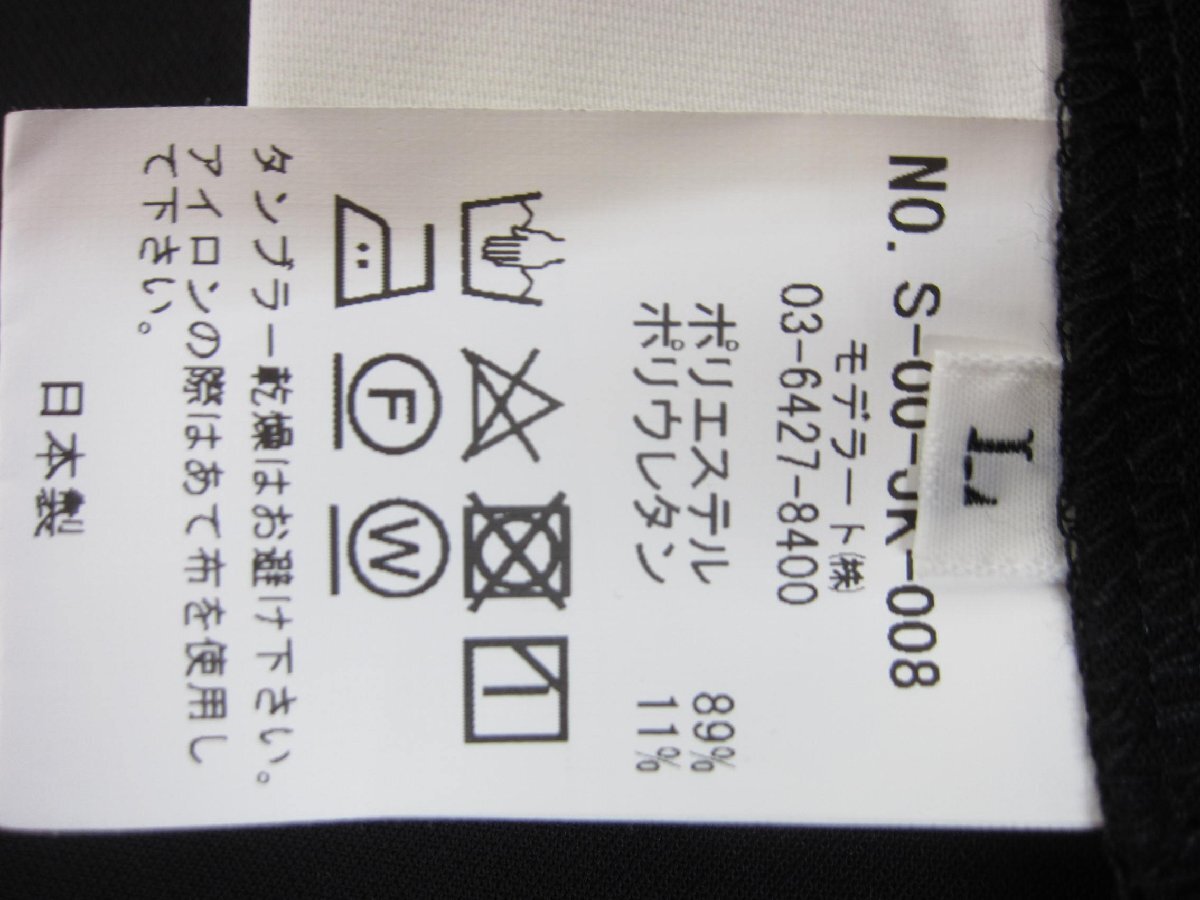 L
NO. S-00-JK-008
モデラート㈱
03-6427-8400
ポリエステル 89%
ポリウレタン 11%
F W
タンブラー乾燥はお避け下さい。
アイロンの際はあて布を使用し
て下さい。
日本製